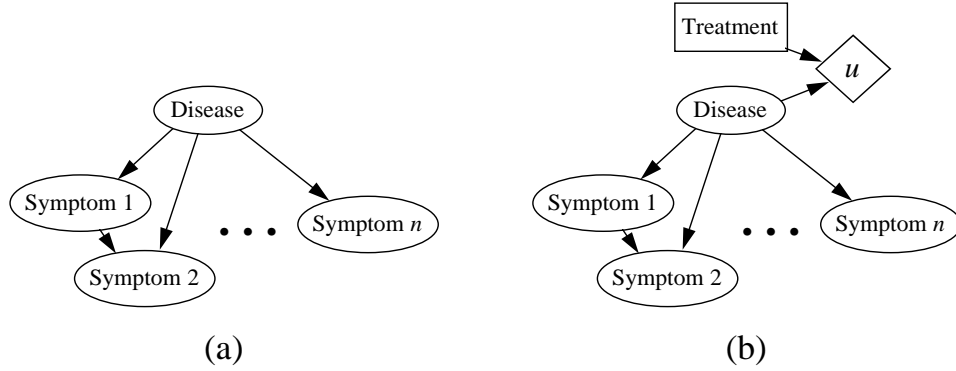 Disease
Symptom 1
Symptom 2
Symptom n
(a)
Treatment
u
Disease
Symptom 1
Symptom 2
Symptom n
(b)